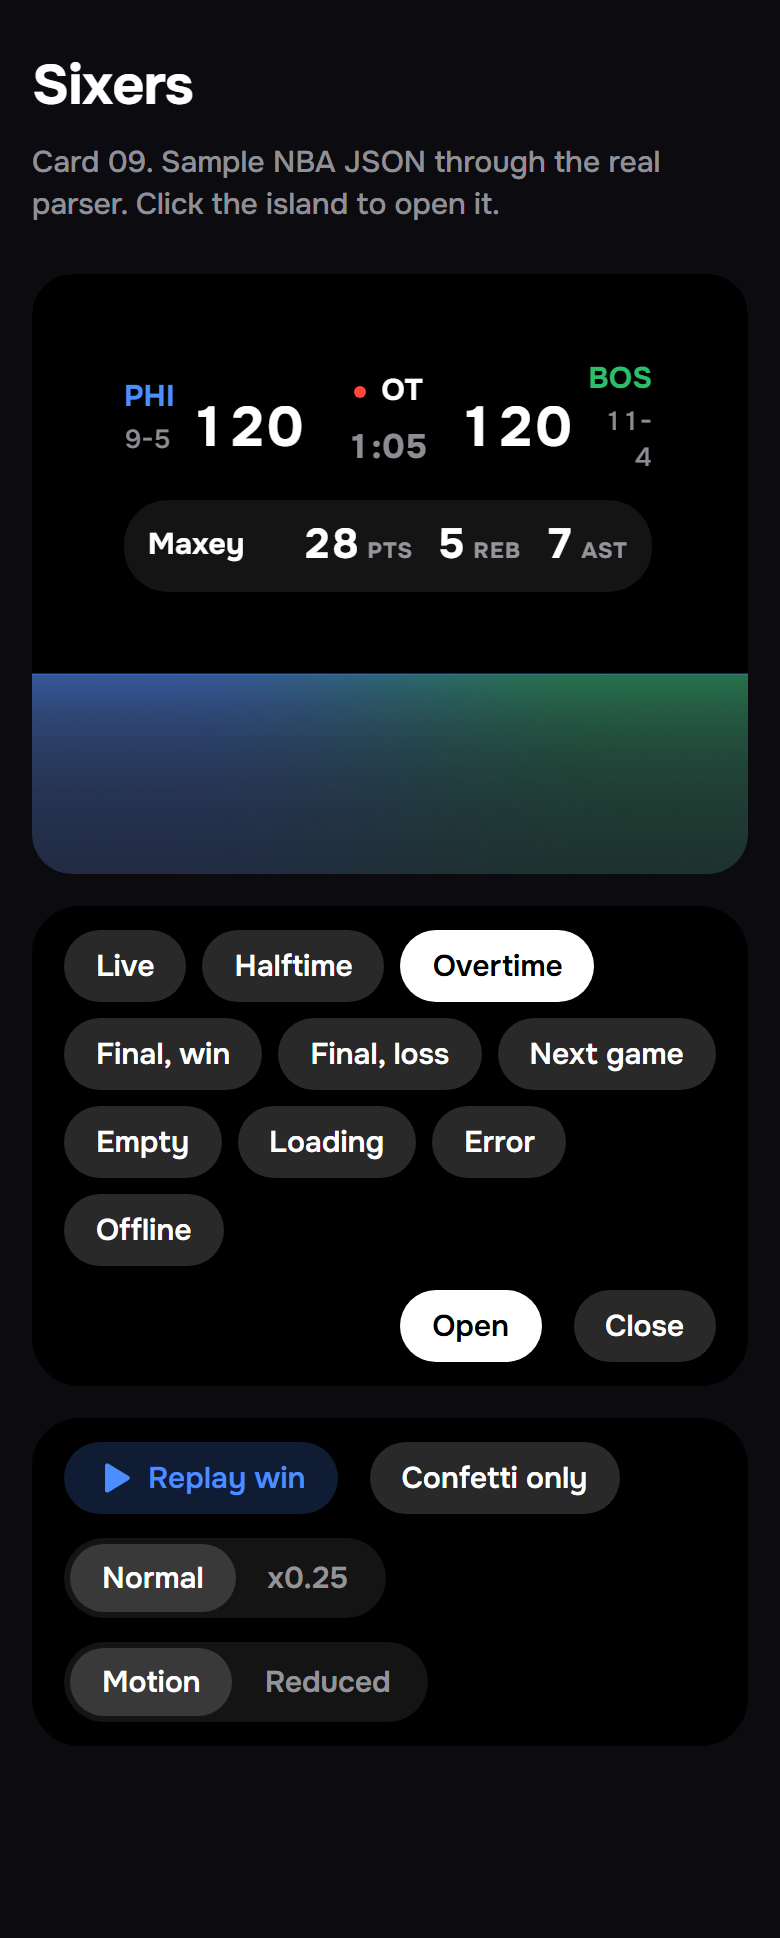 Sixers
Card 09. Sample NBA JSON through the real
parser. Click the island to open it.
PHI
9-5
120
OT
1:05
120
BOS
11-
4
Maxey 28 PTS 5 REB 7 AST
Live Halftime Overtime
Final, win Final, loss Next game
Empty Loading Error
Offline
Open Close
Replay win Confetti only
Normal x0.25
Motion Reduced